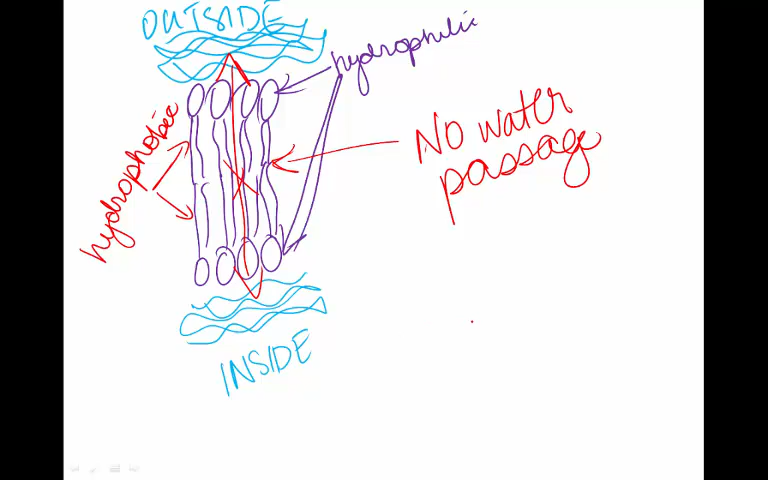 OUTSIDE
hydrophilic
hydrophobic
No water
passage
INSIDE